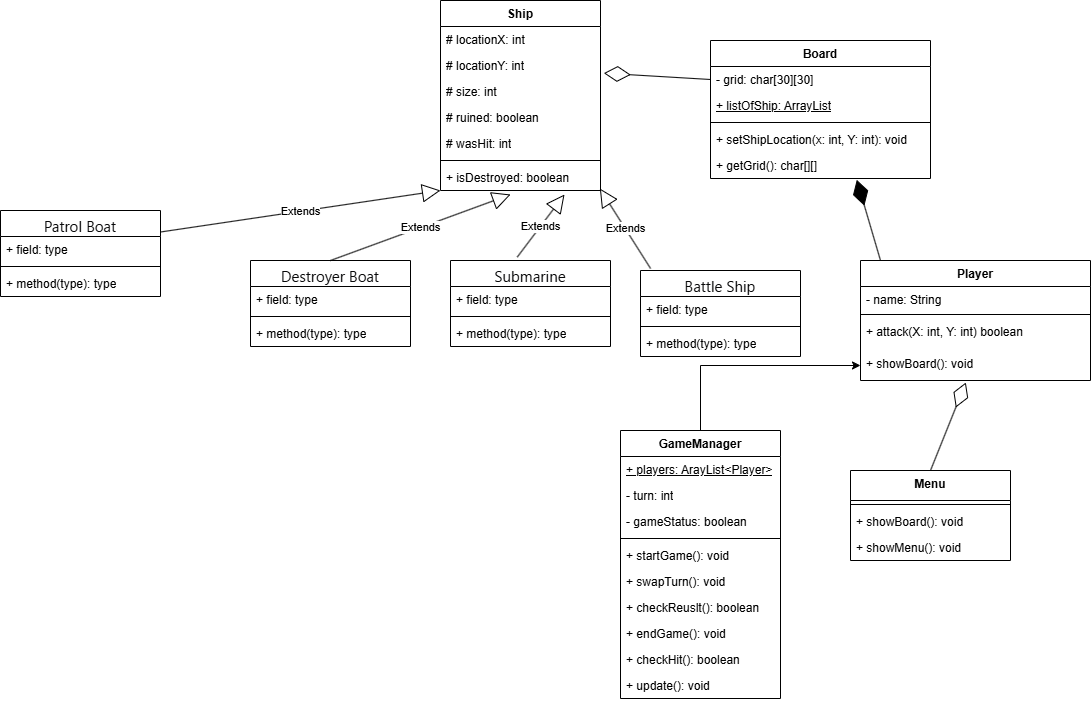 Ship
# locationX: int
# locationY: int
# size: int
# ruined: boolean
# wasHit: int
+ isDestroyed: boolean
Board
- grid: char[30][30]
+ listOfShip: ArrayList
+ setShipLocation(x: int, Y: int): void
+ getGrid(): char[][]
Extends
Extends
Extends
Extends
Patrol Boat
+ field: type
+ method(type): type
Destroyer Boat
+ field: type
+ method(type): type
Submarine
+ field: type
+ method(type): type
Battle Ship
+ field: type
+ method(type): type
Player
- name: String
+ attack(X: int, Y: int) boolean
+ showBoard(): void
GameManager
+ players: ArayList<Player>
- turn: int
- gameStatus: boolean
+ startGame(): void
+ swapTurn(): void
+ checkReuslt(): boolean
+ endGame(): void
+ checkHit(): boolean
+ update(): void
Menu
+ showBoard(): void
+ showMenu(): void